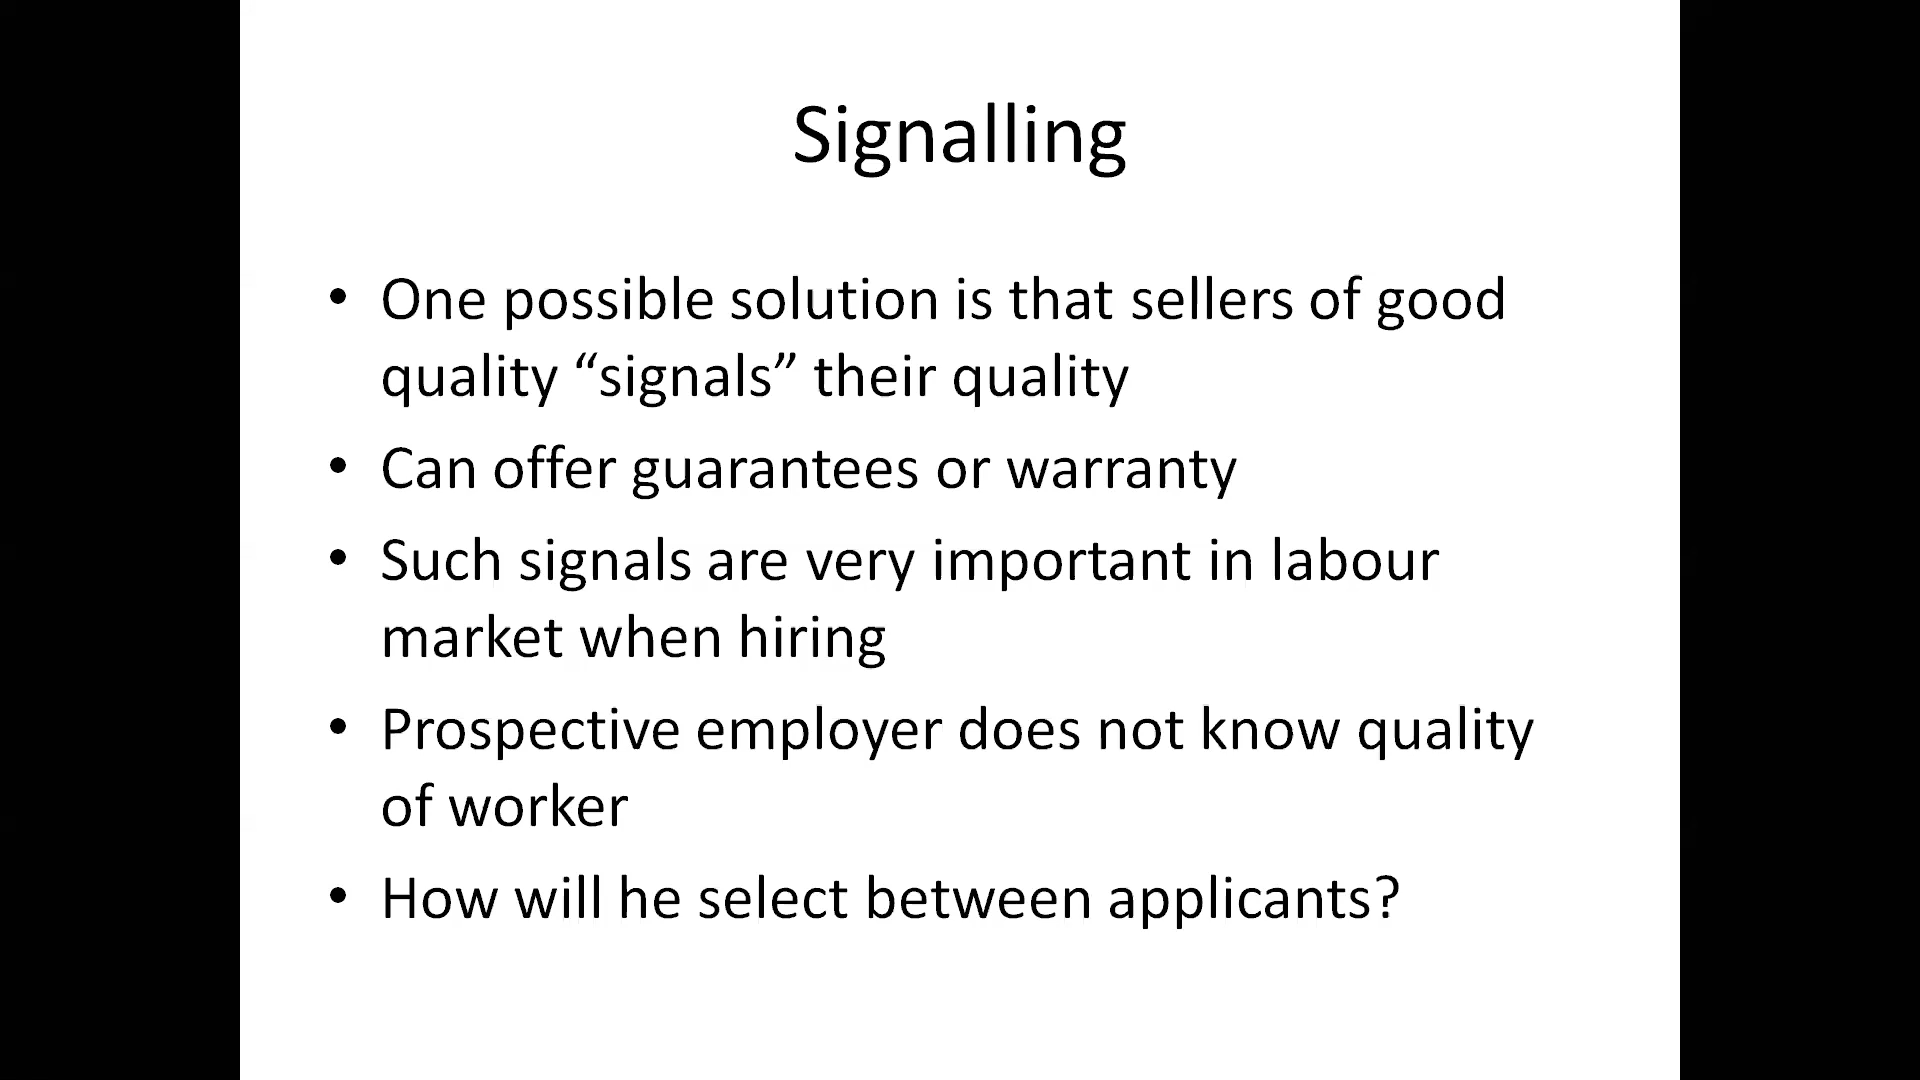 Signalling
• One possible solution is that sellers of good
quality “signals” their quality
• Can offer guarantees or warranty
• Such signals are very important in labour
market when hiring
• Prospective employer does not know quality
of worker
• How will he select between applicants?